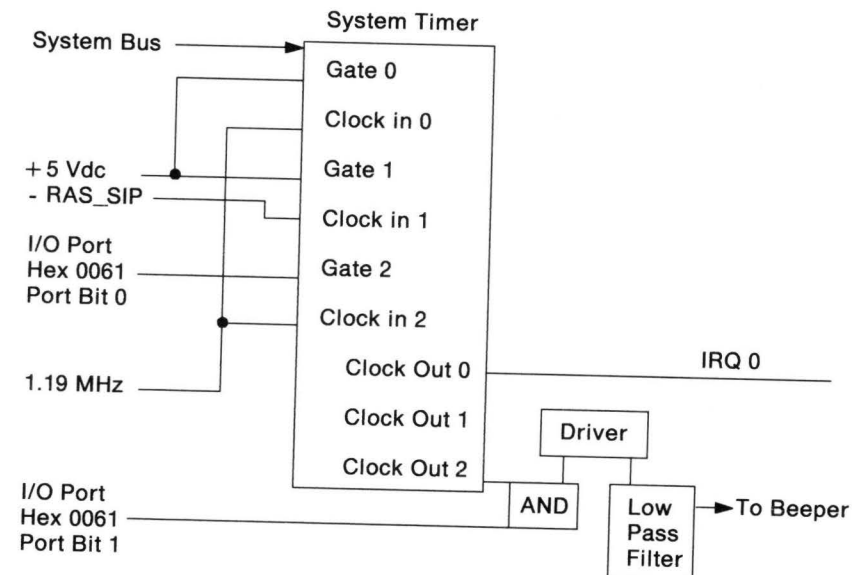 System Timer
System Bus
Gate 0
Clock in 0
+ 5 Vdc
Gate 1
- RAS_SIP
Clock in 1
I/O Port
Hex 0061
Port Bit 0
Gate 2
Clock in 2
1.19 MHz
Clock Out 0
IRQ 0
Clock Out 1
Driver
Clock Out 2
I/O Port
Hex 0061
Port Bit 1
AND
Low
Pass
Filter
To Beeper